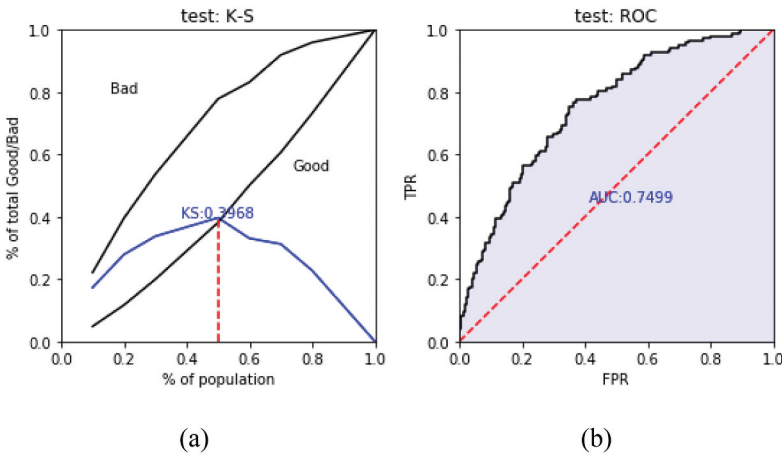 test: K-S
1.0
0.8
0.6
0.4
0.2
0.0
% of total Good/Bad
Bad
Good
KS:0.3968
0.0 0.2 0.4 0.6 0.8 1.0
% of population
(a)
test: ROC
1.0
0.8
0.6
0.4
0.2
0.0
TPR
AUC:0.7499
0.0 0.2 0.4 0.6 0.8 1.0
FPR
(b)